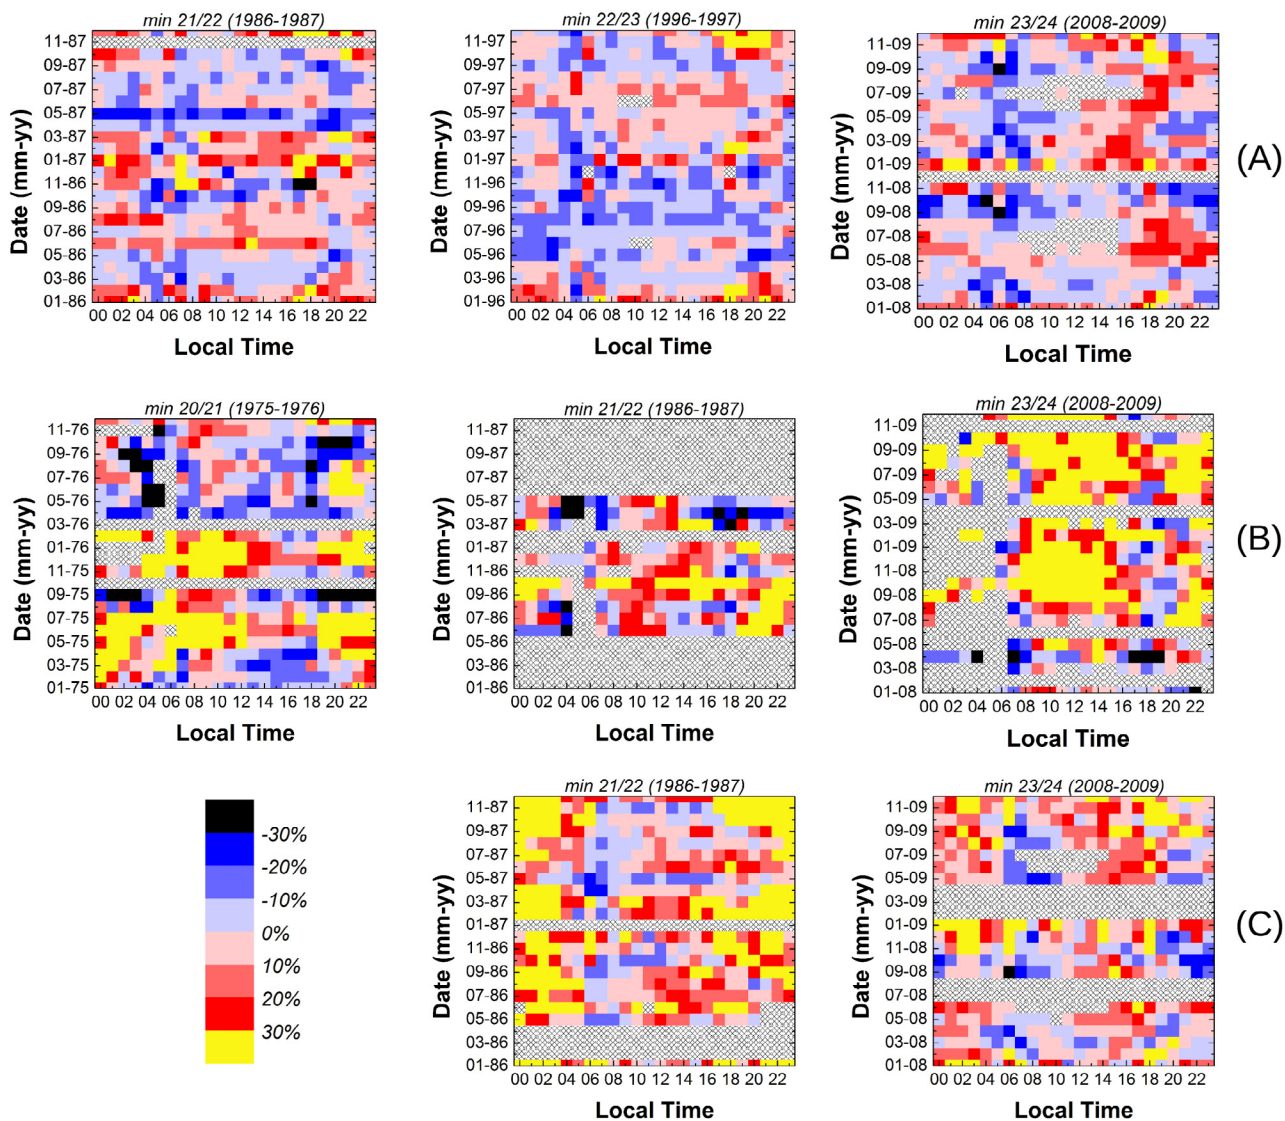 min 21/22 (1986-1987)
min 22/23 (1996-1997)
min 23/24 (2008-2009)
Date (mm-yy)
11-87
09-87
07-87
05-87
03-87
01-87
11-86
09-86
07-86
05-86
03-86
01-86
00 02 04 06 08 10 12 14 16 18 20 22
Local Time
Date (mm-yy)
11-97
09-97
07-97
05-97
03-97
01-97
11-96
09-96
07-96
05-96
03-96
01-96
00 02 04 06 08 10 12 14 16 18 20 22
Local Time
Date (mm-yy)
11-09
09-09
07-09
05-09
03-09
01-09
11-08
09-08
07-08
05-08
03-08
01-08
00 02 04 06 08 10 12 14 16 18 20 22
Local Time
(A)
min 20/21 (1975-1976)
min 21/22 (1986-1987)
min 23/24 (2008-2009)
Date (mm-yy)
11-76
09-76
07-76
05-76
03-76
01-76
11-75
09-75
07-75
05-75
03-75
01-75
00 02 04 06 08 10 12 14 16 18 20 22
Local Time
Date (mm-yy)
11-87
09-87
07-87
05-87
03-87
01-87
11-86
09-86
07-86
05-86
03-86
01-86
00 02 04 06 08 10 12 14 16 18 20 22
Local Time
Date (mm-yy)
11-09
09-09
07-09
05-09
03-09
01-09
11-08
09-08
07-08
05-08
03-08
01-08
00 02 04 06 08 10 12 14 16 18 20 22
Local Time
(B)
-30%
-20%
-10%
0%
10%
20%
30%
min 21/22 (1986-1987)
min 23/24 (2008-2009)
Date (mm-yy)
11-87
09-87
07-87
05-87
03-87
01-87
11-86
09-86
07-86
05-86
03-86
01-86
00 02 04 06 08 10 12 14 16 18 20 22
Local Time
Date (mm-yy)
11-09
09-09
07-09
05-09
03-09
01-09
11-08
09-08
07-08
05-08
03-08
01-08
00 02 04 06 08 10 12 14 16 18 20 22
Local Time
(C)